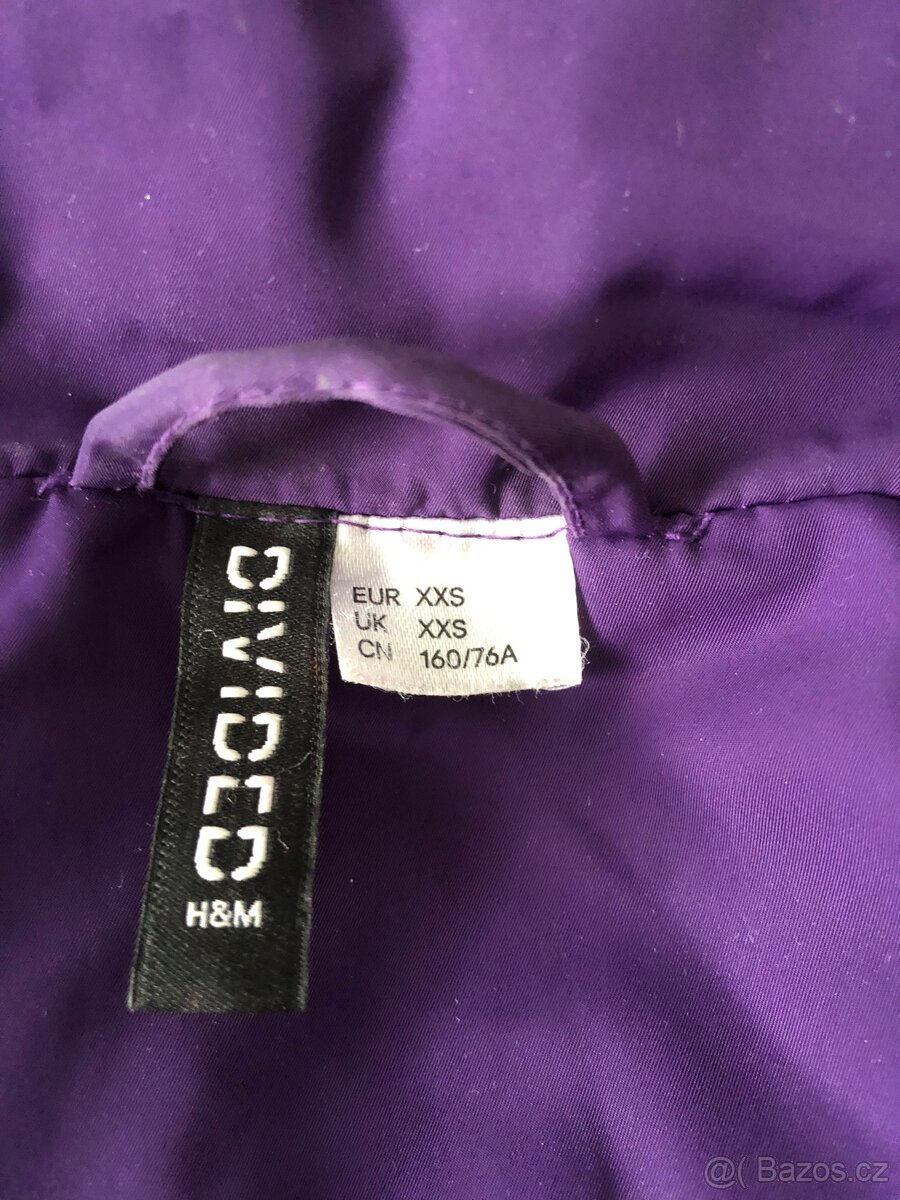 DIVIDED
H&M
EUR XXS
UK XXS
CN 160/76A
@( Bazos.cz